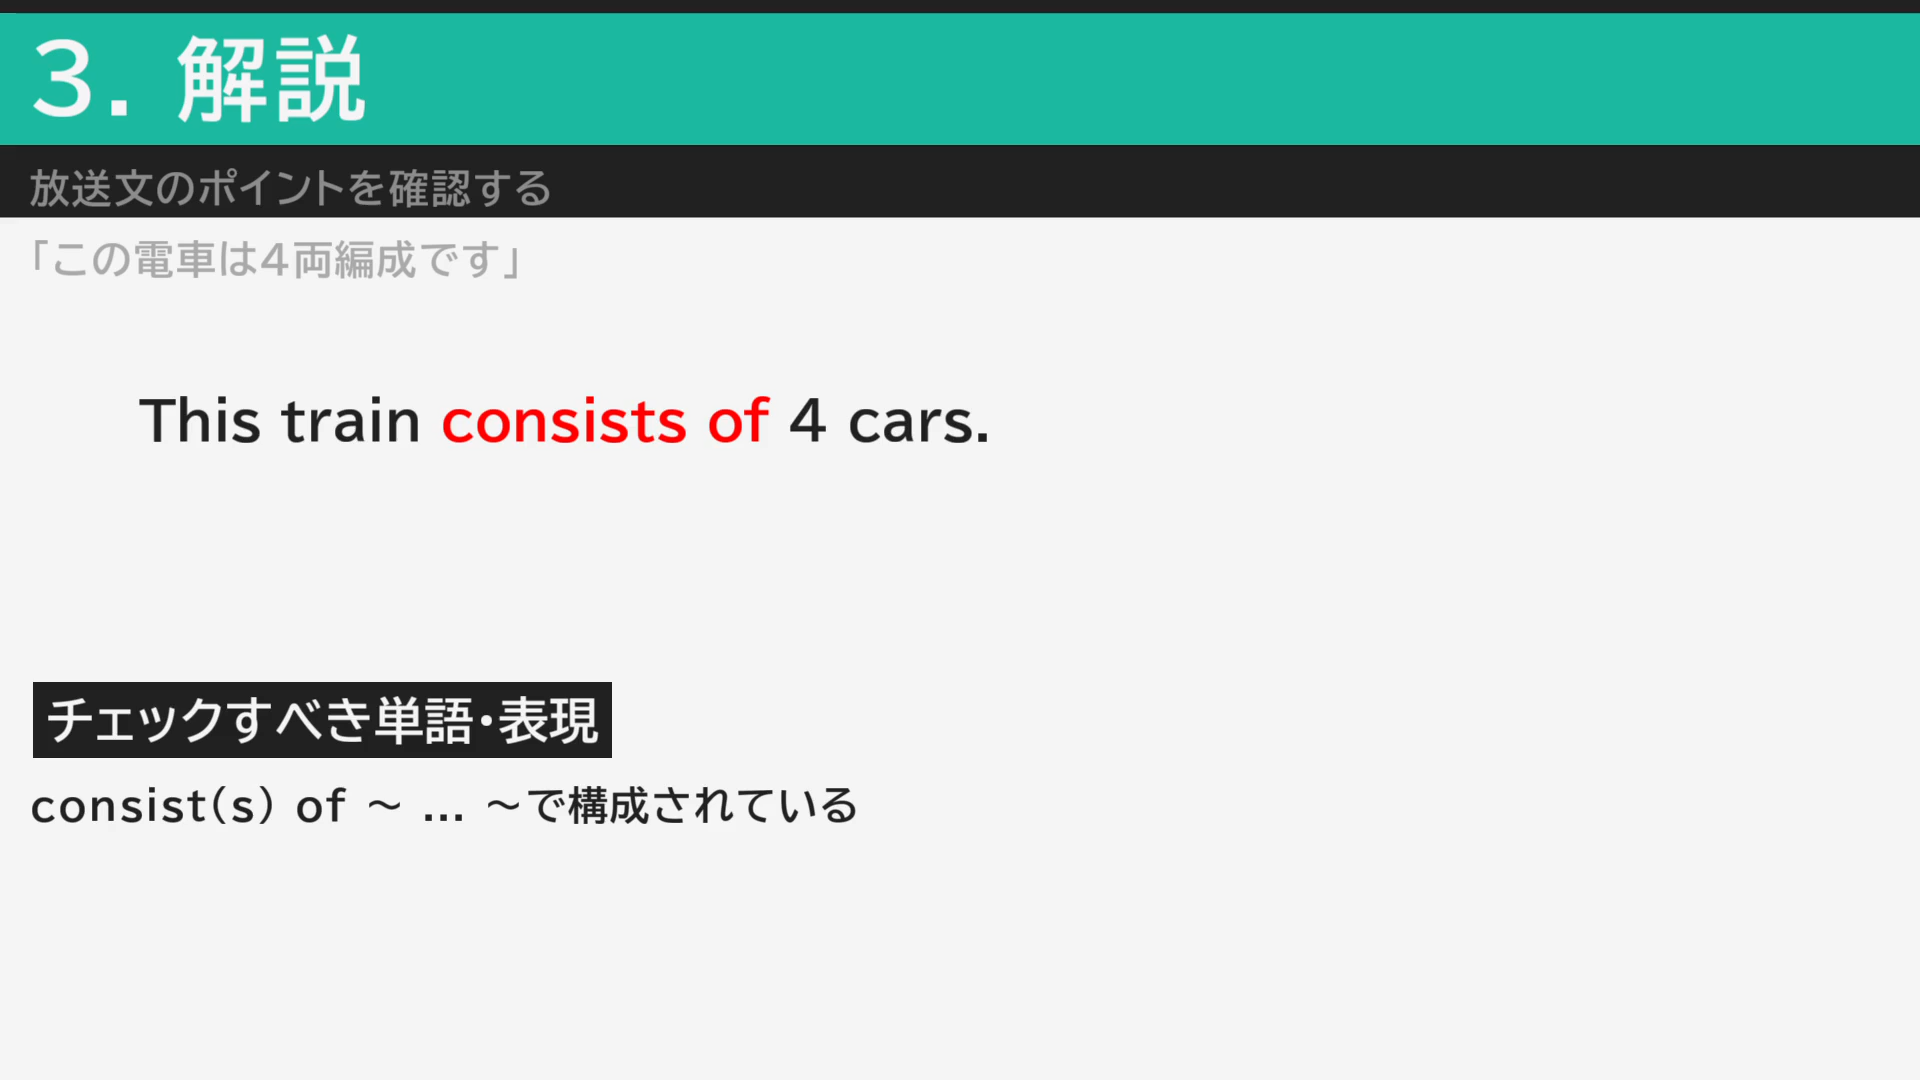 3. 解説
放送文のポイントを確認する
「この電車は4両編成です」
This train consists of 4 cars.
チェックすべき単語・表現
consist(s) of ～ ... ～で構成されている